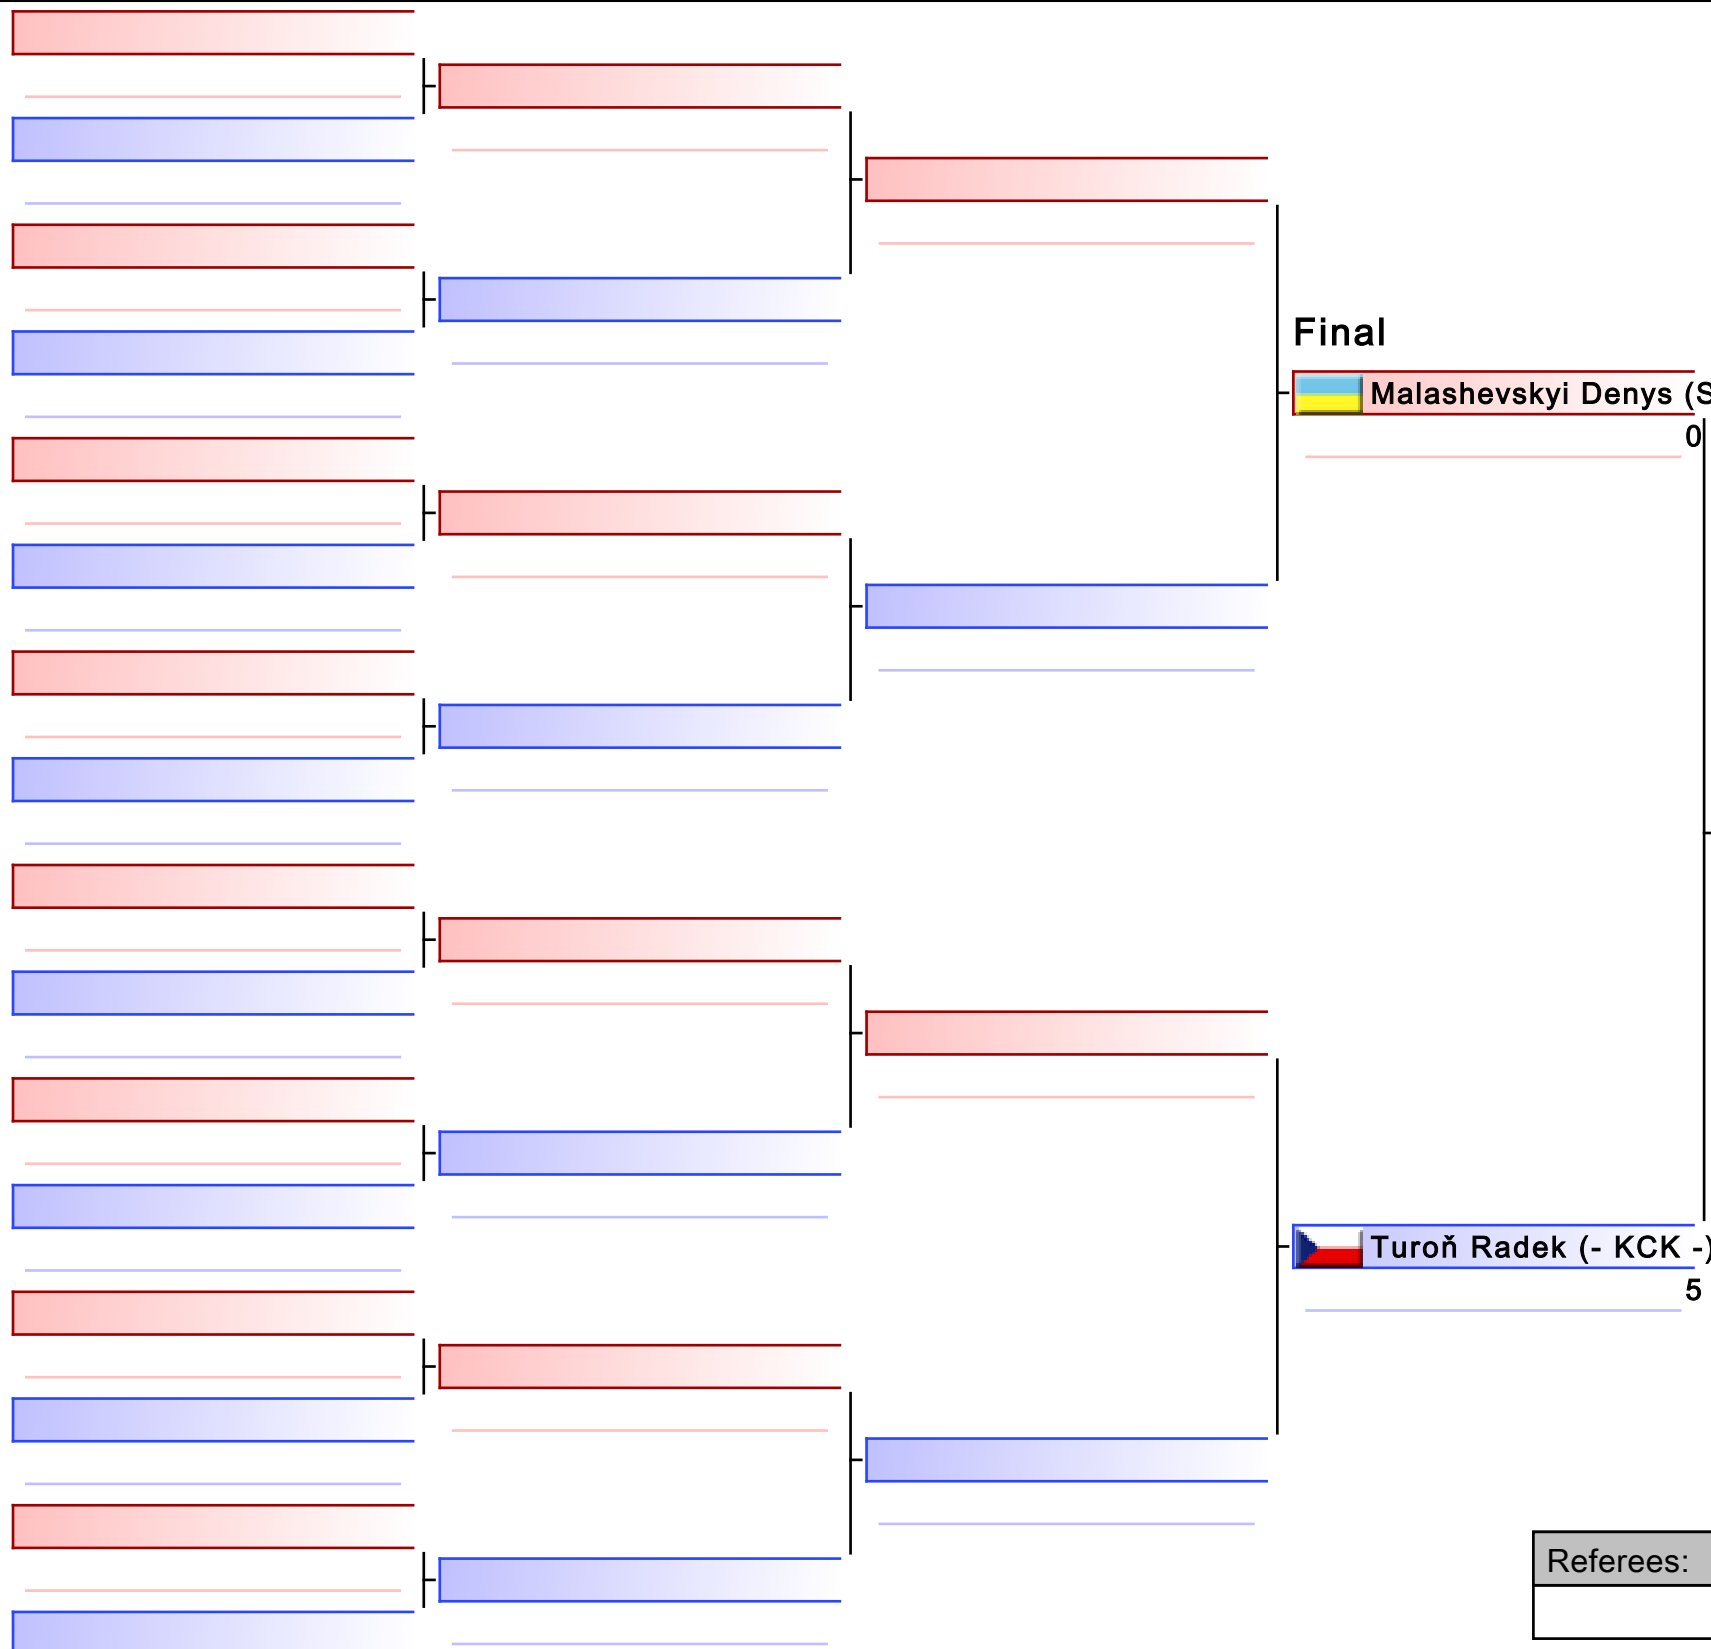 Final
Malashevskyi Denys (S
0
Turoň Radek (- KCK -)
5
Referees: